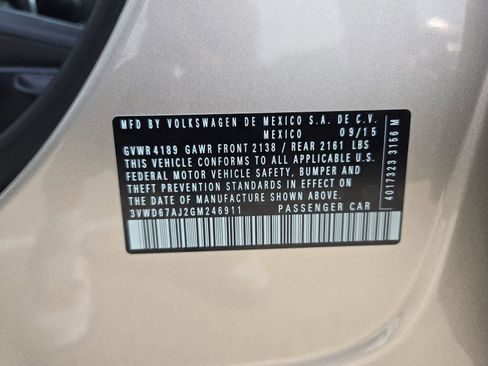 MFD BY VOLKSWAGEN DE MEXICO S.A. DE C.V.
MEXICO 09/15
GVWR 4189 GAWR FRONT 2138 / REAR 2161 LBS
THIS VEHICLE CONFORMS TO ALL APPLICABLE U.S.
FEDERAL MOTOR VEHICLE SAFETY, BUMPER AND
THEFT PREVENTION STANDARDS IN EFFECT ON
THE DATE OF MANUFACTURE SHOWN ABOVE.
3VWD67AJ2GM246911 PASSENGER CAR
4017323 3156 M